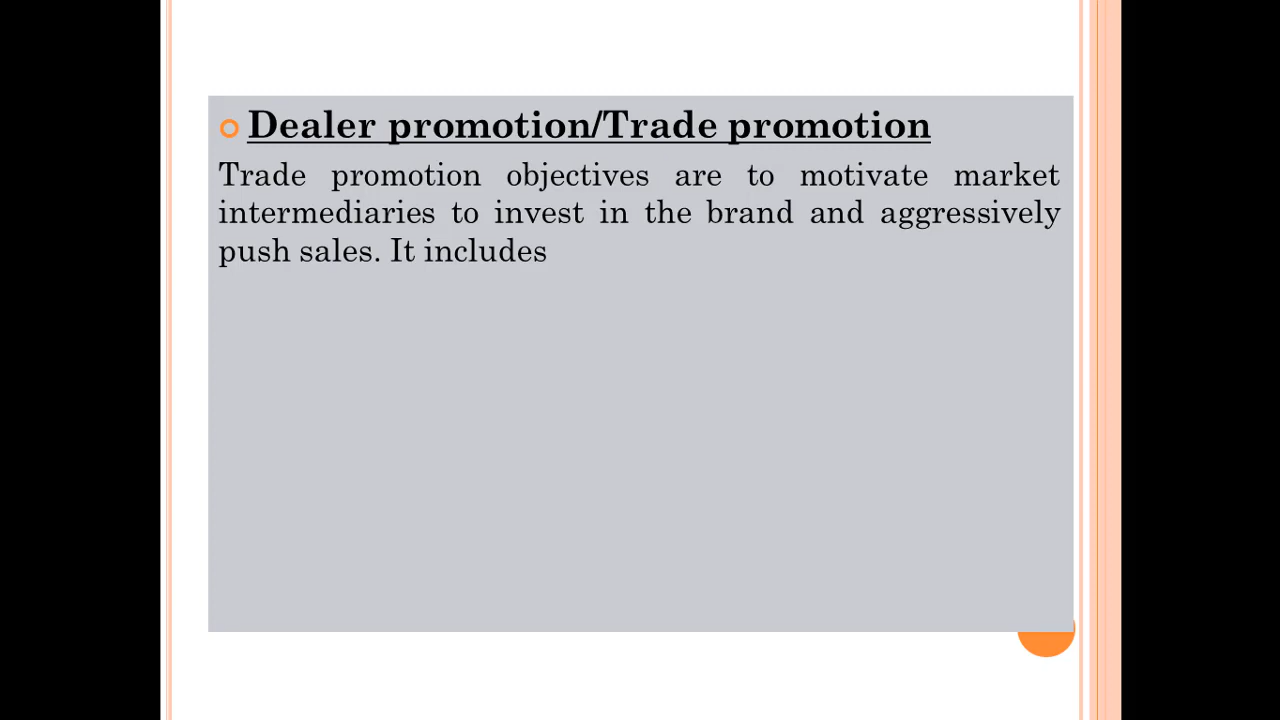 Dealer promotion/Trade promotion
Trade promotion objectives are to motivate market
intermediaries to invest in the brand and aggressively
push sales. It includes